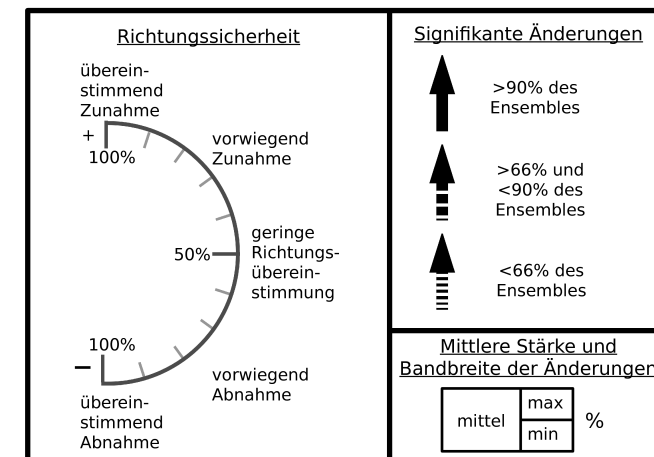 Richtungssicherheit
überein-
stimmend
Zunahme
+
100%
vorwiegend
Zunahme
50%
geringe
Richtungs-
überein-
stimmung
100%
−
vorwiegend
Abnahme
überein-
stimmend
Abnahme
Signifikante Änderungen
>90% des
Ensembles
>66% und
<90% des
Ensembles
<66% des
Ensembles
Mittlere Stärke und
Bandbreite der Änderungen
mittel
max
min
%